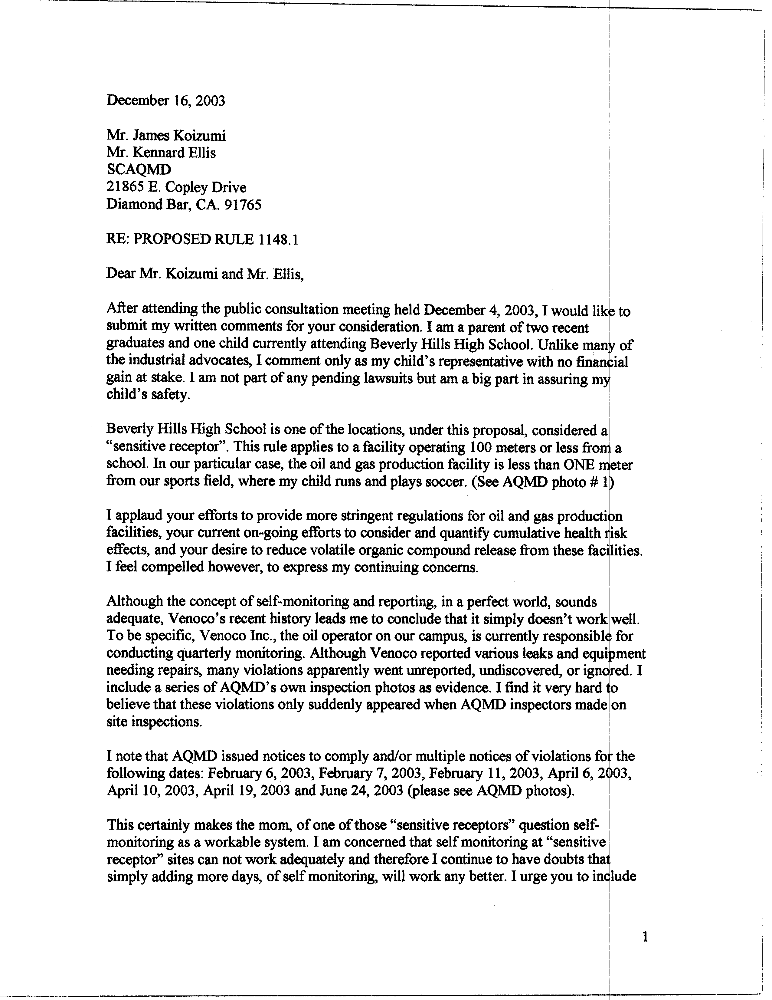 December 16, 2003
Mr. James Koizumi
Mr. Kennard Ellis
SCAQMD
21865 E. Copley Drive
Diamond Bar, CA. 91765
RE: PROPOSED RULE 1148.1
Dear Mr. Koizumi and Mr. Ellis,
After attending the public consultation meeting held December 4, 2003, I would like to
submit my written comments for your consideration. I am a parent of two recent
graduates and one child currently attending Beverly Hills High School. Unlike many of
the industrial advocates, I comment only as my child's representative with no financial
gain at stake. I am not part of any pending lawsuits but am a big part in assuring my
child's safety.
Beverly Hills High School is one of the locations, under this proposal, considered a
“sensitive receptor”. This rule applies to a facility operating 100 meters or less from a
school. In our particular case, the oil and gas production facility is less than ONE meter
from our sports field, where my child runs and plays soccer. (See AQMD photo # 1)
I applaud your efforts to provide more stringent regulations for oil and gas production
facilities, your current on-going efforts to consider and quantify cumulative health risk
effects, and your desire to reduce volatile organic compound release from these facilities.
I feel compelled however, to express my continuing concerns.
Although the concept of self-monitoring and reporting, in a perfect world, sounds
adequate, Venoco's recent history leads me to conclude that it simply doesn't work well.
To be specific, Venoco Inc., the oil operator on our campus, is currently responsible for
conducting quarterly monitoring. Although Venoco reported various leaks and equipment
needing repairs, many violations apparently went unreported, undiscovered, or ignored. I
include a series of AQMD's own inspection photos as evidence. I find it very hard to
believe that these violations only suddenly appeared when AQMD inspectors made on
site inspections.
I note that AQMD issued notices to comply and/or multiple notices of violations for the
following dates: February 6, 2003, February 7, 2003, February 11, 2003, April 6, 2003,
April 10, 2003, April 19, 2003 and June 24, 2003 (please see AQMD photos).
This certainly makes the mom, of one of those “sensitive receptors” question self-
monitoring as a workable system. I am concerned that self monitoring at “sensitive
receptor” sites can not work adequately and therefore I continue to have doubts that
simply adding more days, of self monitoring, will work any better. I urge you to include
1